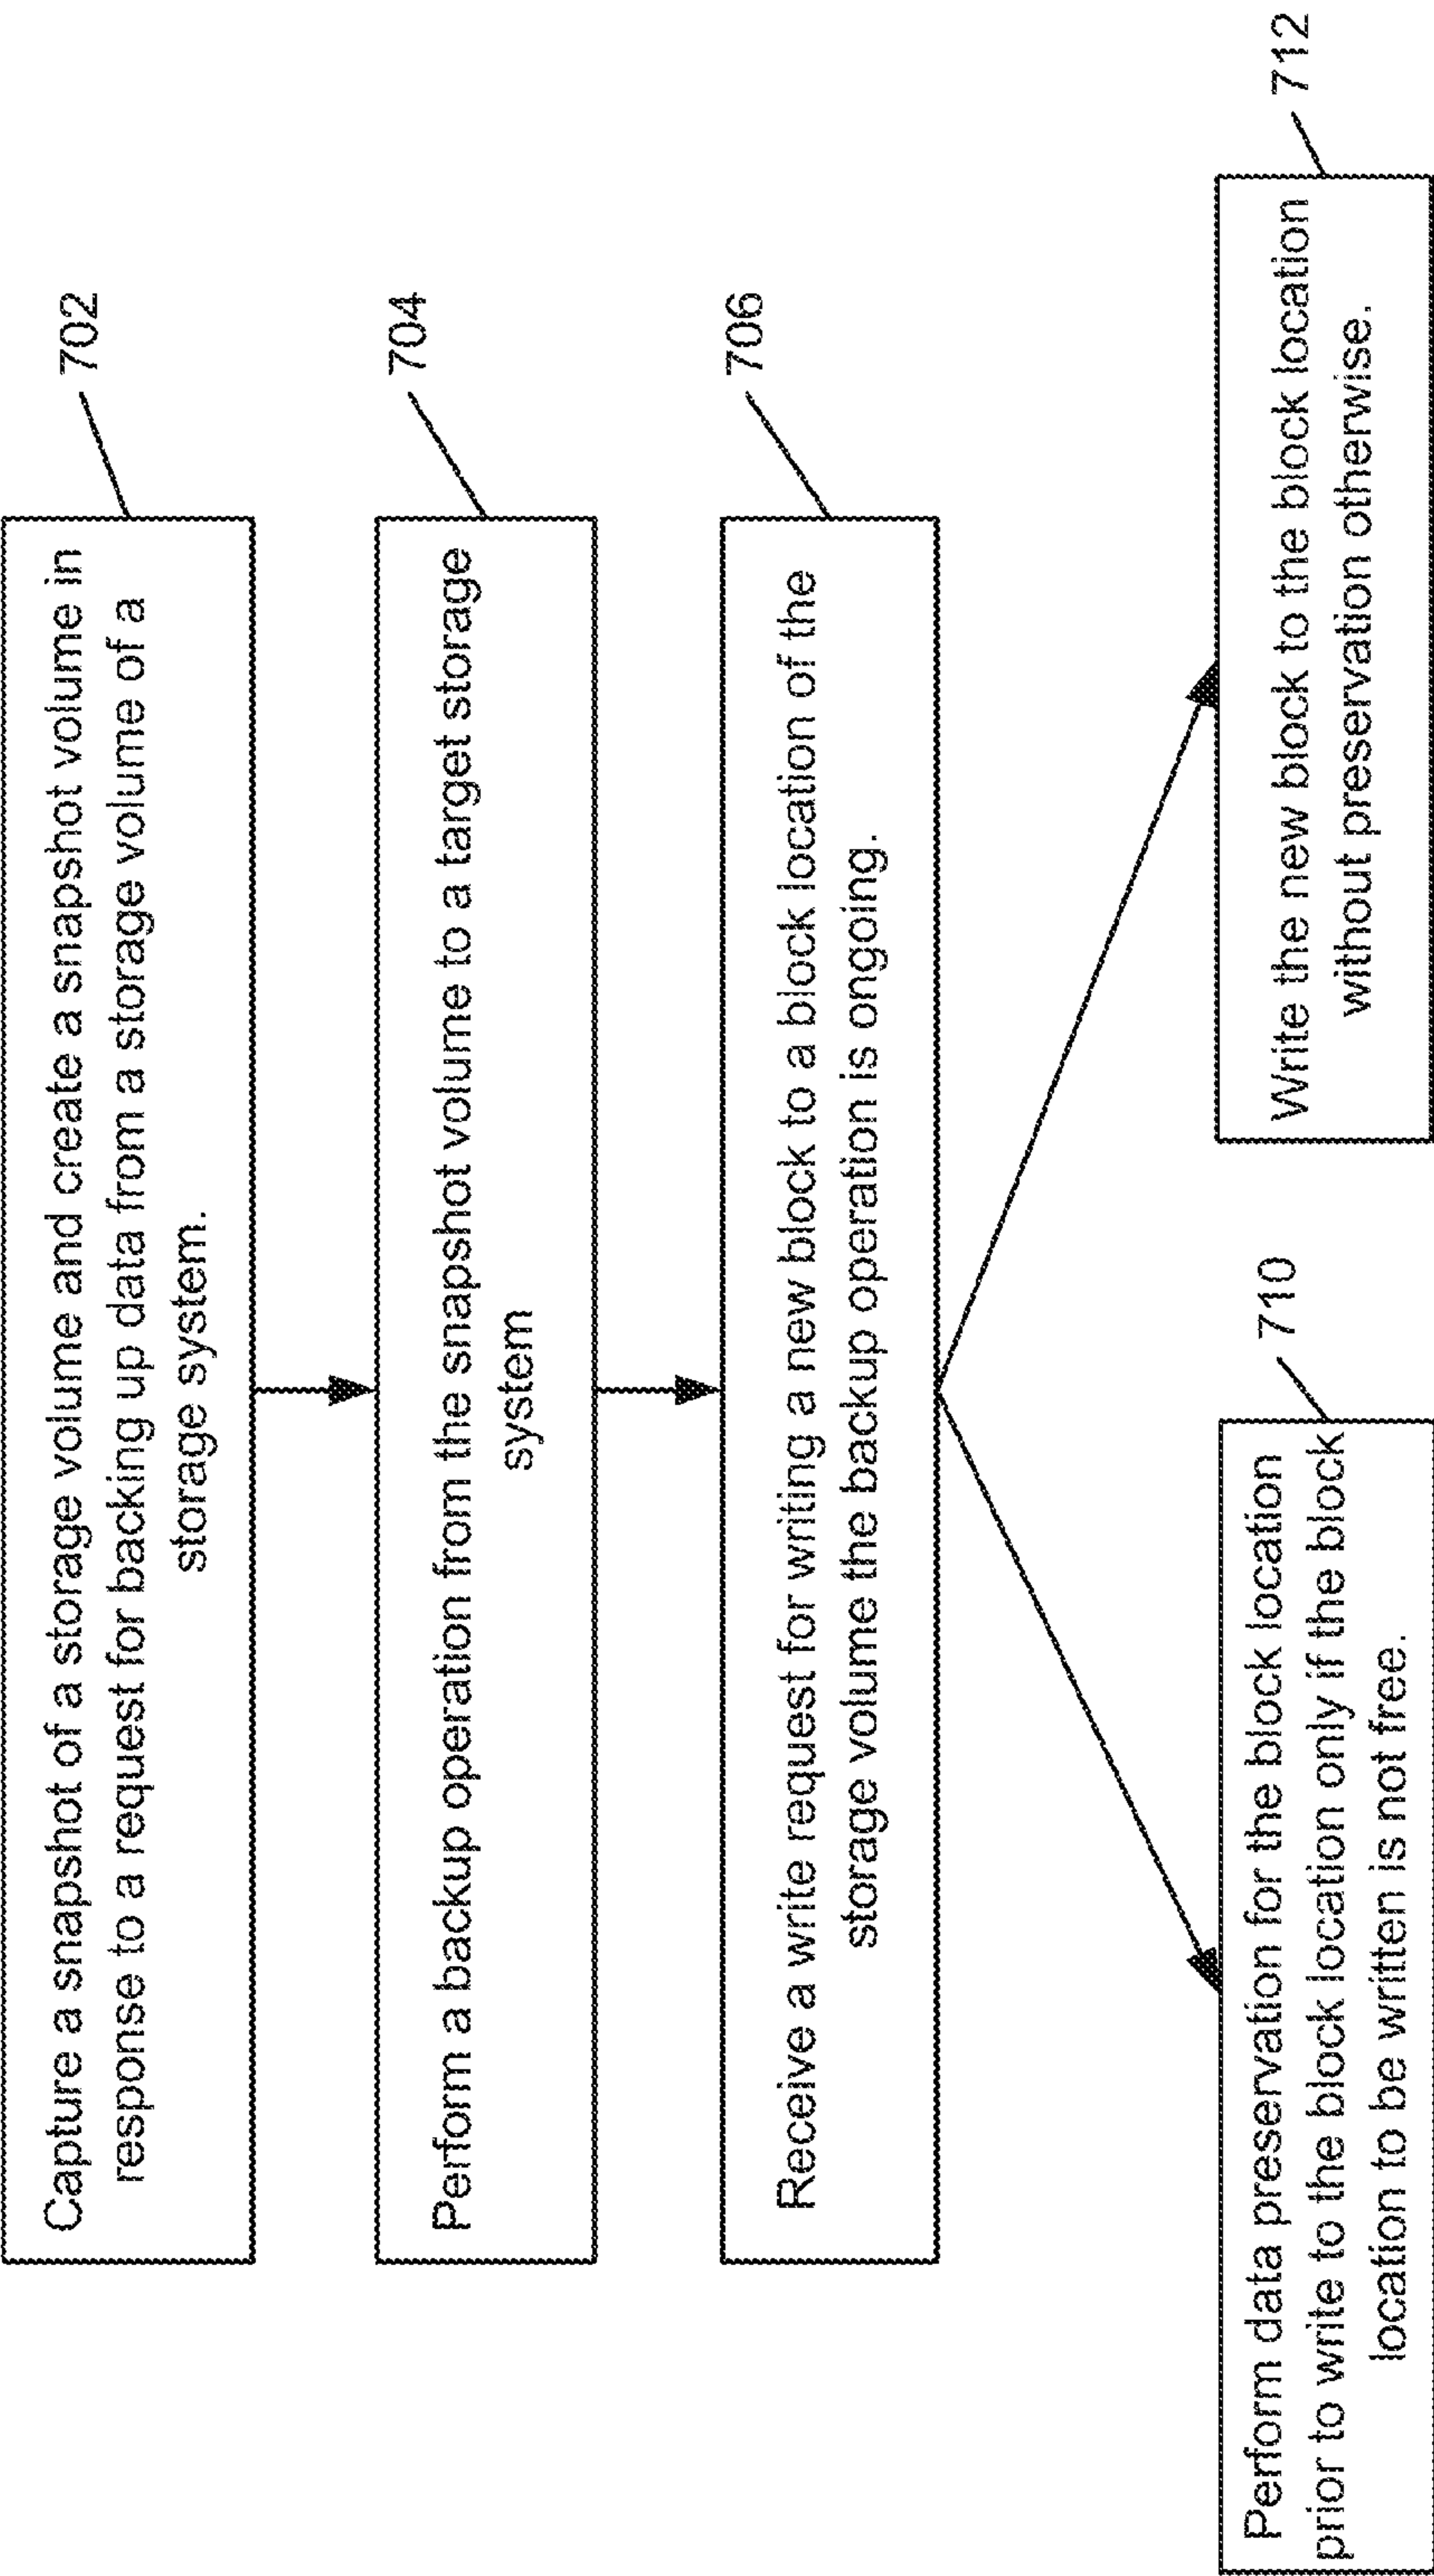 Capture a snapshot of a storage volume and create a snapshot volume in
response to a request for backing up data from a storage volume of a
storage system.
702
Perform a backup operation from the snapshot volume to a target storage
system
704
Receive a write request for writing a new block to a block location of the
storage volume the backup operation is ongoing.
706
Perform data preservation for the block location
prior to write to the block location only if the block
location to be written is not free.
710
Write the new block to the block location
without preservation otherwise.
712